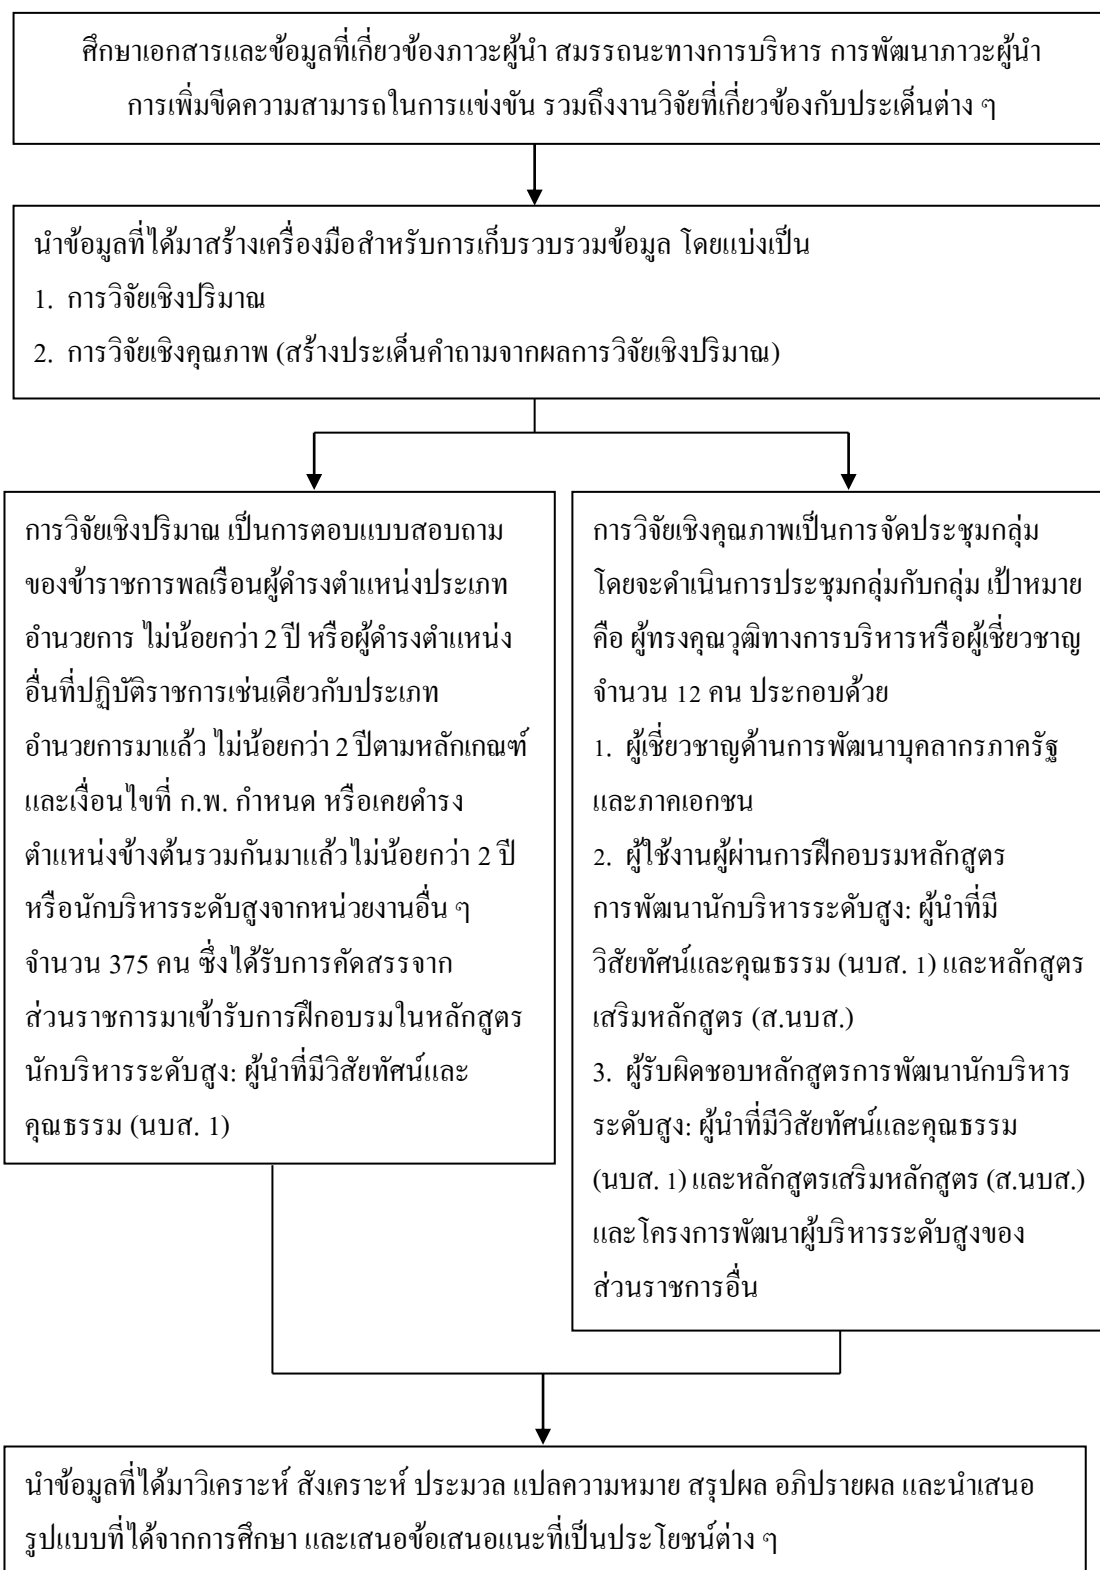 ศึกษาเอกสารและข้อมูลที่เกี่ยวข้องภาวะผู้นำ สมรรถนะทางการบริหาร การพัฒนาภาวะผู้นำ
การเพิ่มขีดความสามารถในการแข่งขัน รวมถึงงานวิจัยที่เกี่ยวข้องกับประเด็นต่าง ๆ
นำข้อมูลที่ได้มาสร้างเครื่องมือสำหรับการเก็บรวบรวมข้อมูล โดยแบ่งเป็น
1. การวิจัยเชิงปริมาณ
2. การวิจัยเชิงคุณภาพ (สร้างประเด็นคำถามจากผลการวิจัยเชิงปริมาณ)
การวิจัยเชิงปริมาณ เป็นการตอบแบบสอบถาม
ของข้าราชการพลเรือนผู้ดำรงตำแหน่งประเภท
อำนวยการ ไม่น้อยกว่า 2 ปี หรือผู้ดำรงตำแหน่ง
อื่นที่ปฏิบัติราชการเช่นเดียวกับประเภท
อำนวยการมาแล้ว ไม่น้อยกว่า 2 ปีตามหลักเกณฑ์
และเงื่อนไขที่ ก.พ. กำหนด หรือเคยดำรง
ตำแหน่งข้างต้นรวมกันมาแล้วไม่น้อยกว่า 2 ปี
หรือนักบริหารระดับสูงจากหน่วยงานอื่น ๆ
จำนวน 375 คน ซึ่งได้รับการคัดสรรจาก
ส่วนราชการมาเข้ารับการฝึกอบรมในหลักสูตร
นักบริหารระดับสูง: ผู้นำที่มีวิสัยทัศน์และ
คุณธรรม (นบส. 1)
การวิจัยเชิงคุณภาพเป็นการจัดประชุมกลุ่ม
โดยจะดำเนินการประชุมกลุ่มกับกลุ่ม เป้าหมาย
คือ ผู้ทรงคุณวุฒิทางการบริหารหรือผู้เชี่ยวชาญ
จำนวน 12 คน ประกอบด้วย
1. ผู้เชี่ยวชาญด้านการพัฒนาบุคลากรภาครัฐ
และภาคเอกชน
2. ผู้ใช้งานผู้ผ่านการฝึกอบรมหลักสูตร
การพัฒนานักบริหารระดับสูง: ผู้นำที่มี
วิสัยทัศน์และคุณธรรม (นบส. 1) และหลักสูตร
เสริมหลักสูตร (ส.นบส.)
3. ผู้รับผิดชอบหลักสูตรการพัฒนานักบริหาร
ระดับสูง: ผู้นำที่มีวิสัยทัศน์และคุณธรรม
(นบส. 1) และหลักสูตรเสริมหลักสูตร (ส.นบส.)
และโครงการพัฒนาผู้บริหารระดับสูงของ
ส่วนราชการอื่น
นำข้อมูลที่ได้มาวิเคราะห์ สังเคราะห์ ประมวล แปลความหมาย สรุปผล อภิปรายผล และนำเสนอ
รูปแบบที่ได้จากการศึกษา และเสนอข้อเสนอแนะที่เป็นประโยชน์ต่าง ๆ